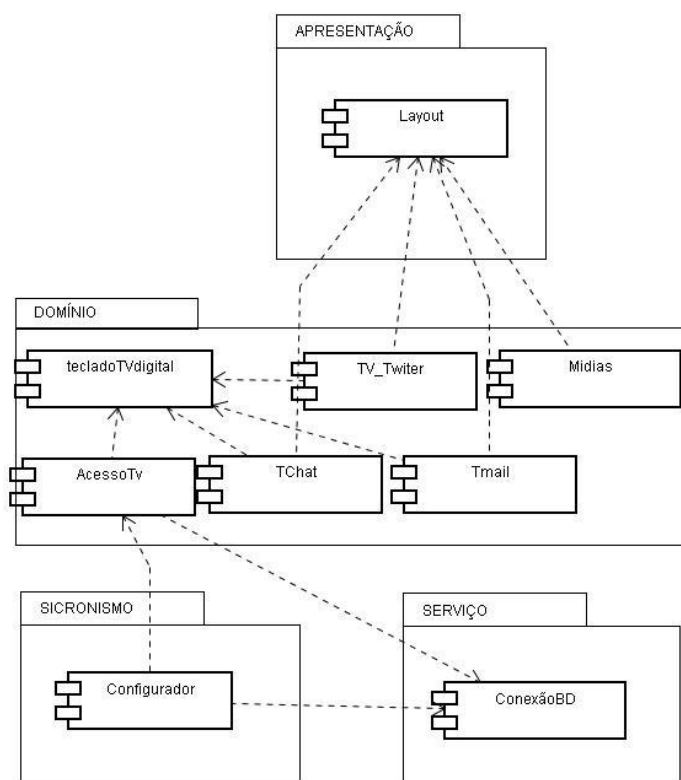 APRESENTAÇÃO
Layout
DOMÍNIO
tecladoTVdigital
TV_Twiter
Midias
AcessoTv
TChat
Tmail
SICRONISMO
SERVIÇO
Configurador
ConexãoBD